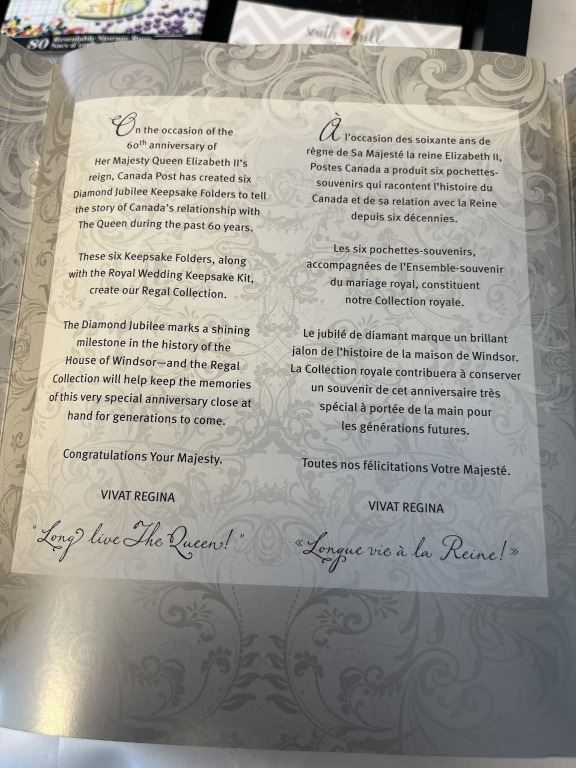 Crafts
80 Resealable Storage Bags
south hill
On the occasion of the
60th anniversary of
Her Majesty Queen Elizabeth II's
reign, Canada Post has created six
Diamond Jubilee Keepsake Folders to tell
the story of Canada's relationship with
The Queen during the past 60 years.
These six Keepsake Folders, along
with the Royal Wedding Keepsake Kit,
create our Regal Collection.
The Diamond Jubilee marks a shining
milestone in the history of the
House of Windsor—and the Regal
Collection will help keep the memories
of this very special anniversary close at
hand for generations to come.
Congratulations Your Majesty.
VIVAT REGINA
"Long live The Queen!"
À l'occasion des soixante ans de
règne de Sa Majesté la reine Elizabeth II,
Postes Canada a produit six pochettes-
souvenirs qui racontent l'histoire du
Canada et de sa relation avec la Reine
depuis six décennies.
Les six pochettes-souvenirs,
accompagnées de l'Ensemble-souvenir
du mariage royal, constituent
notre Collection royale.
Le jubilé de diamant marque un brillant
jalon de l'histoire de la maison de Windsor.
La Collection royale contribuera à conserver
un souvenir de cet anniversaire très
spécial à portée de la main pour
les générations futures.
Toutes nos félicitations Votre Majesté.
VIVAT REGINA
«Longue vie à la Reine!»